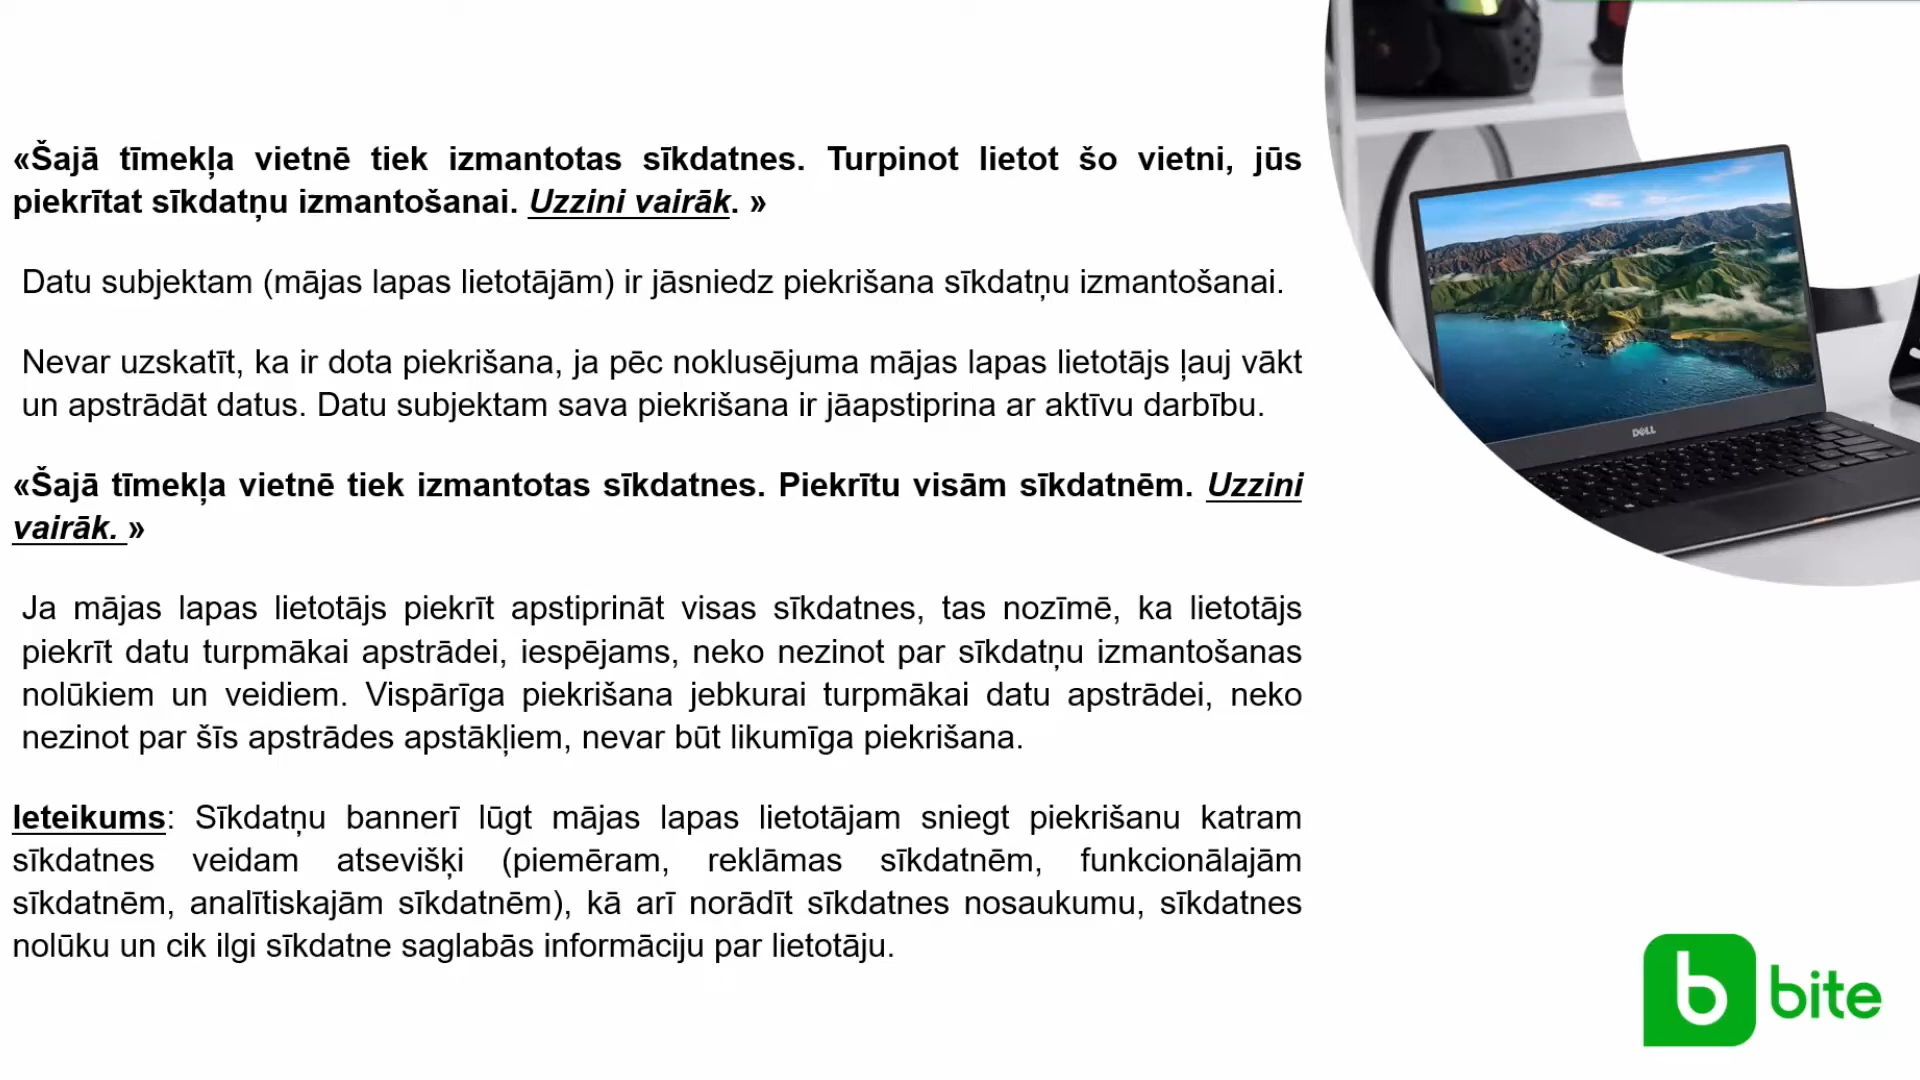 «Šajā tīmekļa vietnē tiek izmantotas sīkdatnes. Turpinot lietot šo vietni, jūs
piekrītat sīkdatņu izmantošanai. Uzzini vairāk. »
Datu subjektam (mājas lapas lietotājām) ir jāsniedz piekrišana sīkdatņu izmantošanai.
Nevar uzskatīt, ka ir dota piekrišana, ja pēc noklusējuma mājas lapas lietotājs ļauj vākt
un apstrādāt datus. Datu subjektam sava piekrišana ir jāapstiprina ar aktīvu darbību.
«Šajā tīmekļa vietnē tiek izmantotas sīkdatnes. Piekrītu visām sīkdatnēm. Uzzini
vairāk. »
Ja mājas lapas lietotājs piekrīt apstiprināt visas sīkdatnes, tas nozīmē, ka lietotājs
piekrīt datu turpmākai apstrādei, iespējams, neko nezinot par sīkdatņu izmantošanas
nolūkiem un veidiem. Vispārīga piekrišana jebkurai turpmākai datu apstrādei, neko
nezinot par šīs apstrādes apstākļiem, nevar būt likumīga piekrišana.
Ieteikums: Sīkdatņu bannerī lūgt mājas lapas lietotājam sniegt piekrišanu katram
sīkdatnes veidam atsevišķi (piemēram, reklāmas sīkdatnēm, funkcionālajām
sīkdatnēm, analītiskajām sīkdatnēm), kā arī norādīt sīkdatnes nosaukumu, sīkdatnes
nolūku un cik ilgi sīkdatne saglabās informāciju par lietotāju.
DELL
b bite